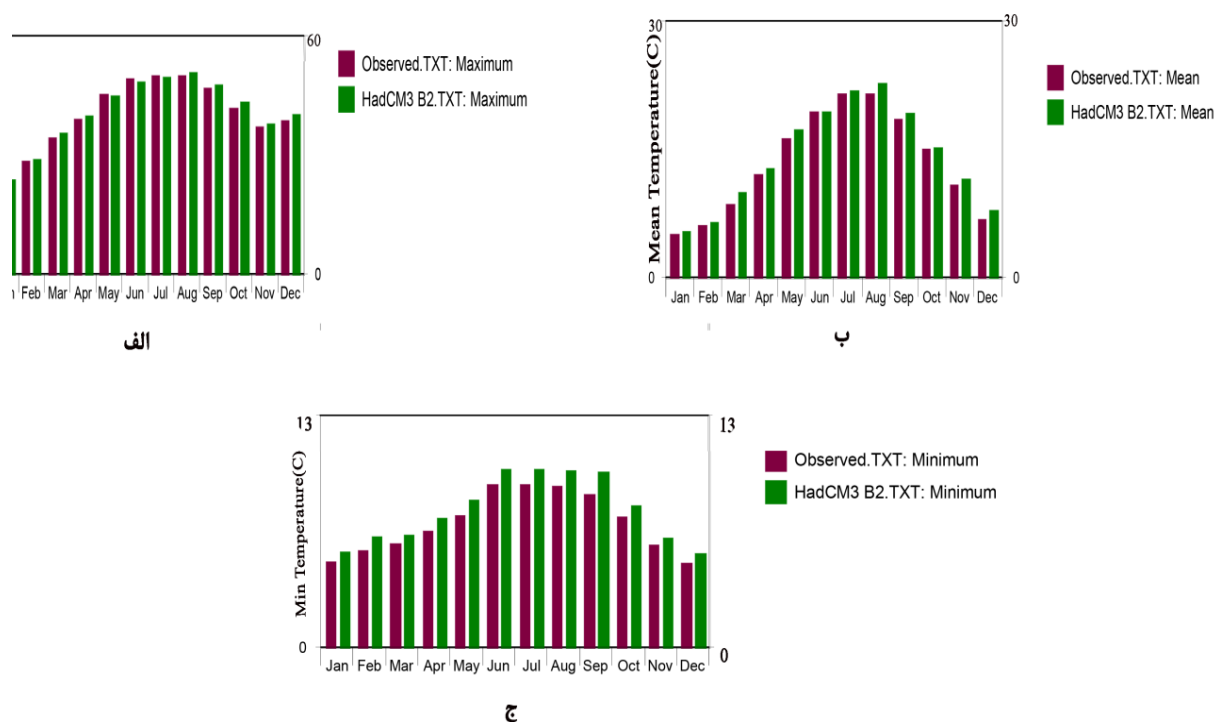 60
Observed.TXT: Maximum
HadCM3 B2.TXT: Maximum
0
Feb Mar Apr May Jun Jul Aug Sep Oct Nov Dec
الف
30
30
Mean Temperature(C)
Observed.TXT: Mean
HadCM3 B2.TXT: Mean
0
0
Jan Feb Mar Apr May Jun Jul Aug Sep Oct Nov Dec
ب
13
13
Min Temperature(C)
Observed.TXT: Minimum
HadCM3 B2.TXT: Minimum
0
0
Jan Feb Mar Apr May Jun Jul Aug Sep Oct Nov Dec
ج